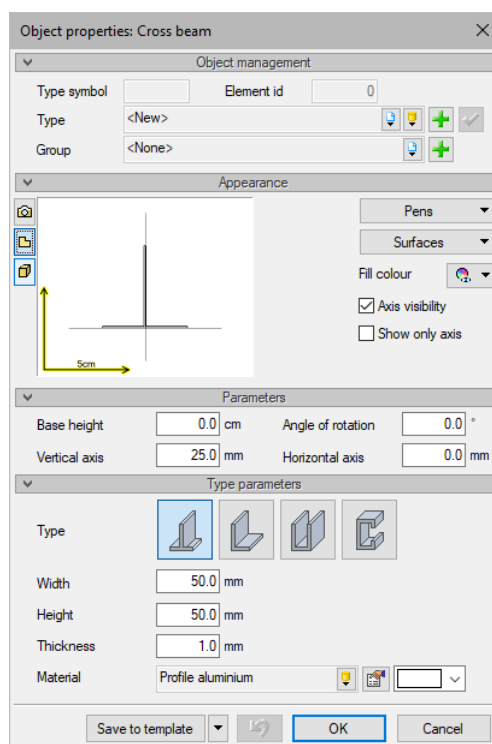 Object properties: Cross beam
Object management
Type symbol Element id 0
Type <New>
Group <None>
Appearance
Pens
Surfaces
Fill colour
Axis visibility
Show only axis
5cm
Parameters
Base height 0.0 cm Angle of rotation 0.0 °
Vertical axis 25.0 mm Horizontal axis 0.0 mm
Type parameters
Type
Width 50.0 mm
Height 50.0 mm
Thickness 1.0 mm
Material Profile aluminium
Save to template OK Cancel